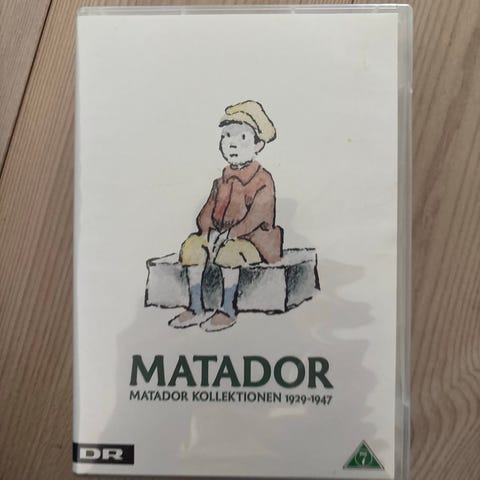 MATADOR
MATADOR KOLLEKTIONEN 1929-1947
DR
7